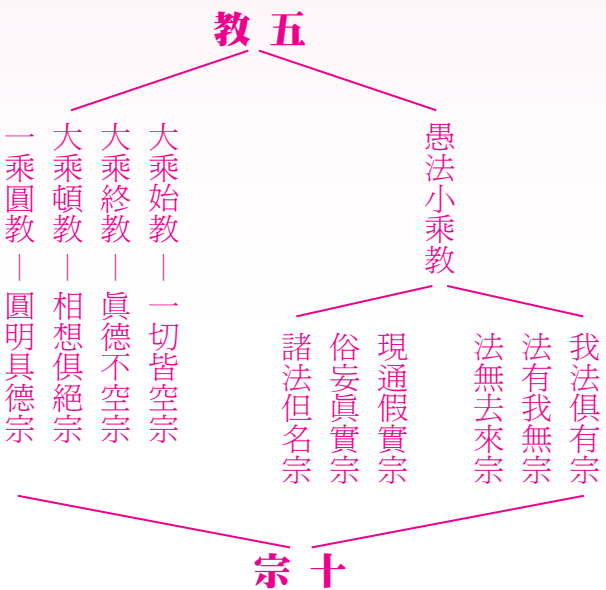 五教
愚法小乘教
我法俱有宗
法有我無宗
法無去來宗
現通假實宗
俗妄眞實宗
諸法但名宗
大乘始教｜一切皆空宗
大乘終教｜眞德不空宗
大乘頓教｜相想俱絕宗
一乘圓教｜圓明具德宗
十宗